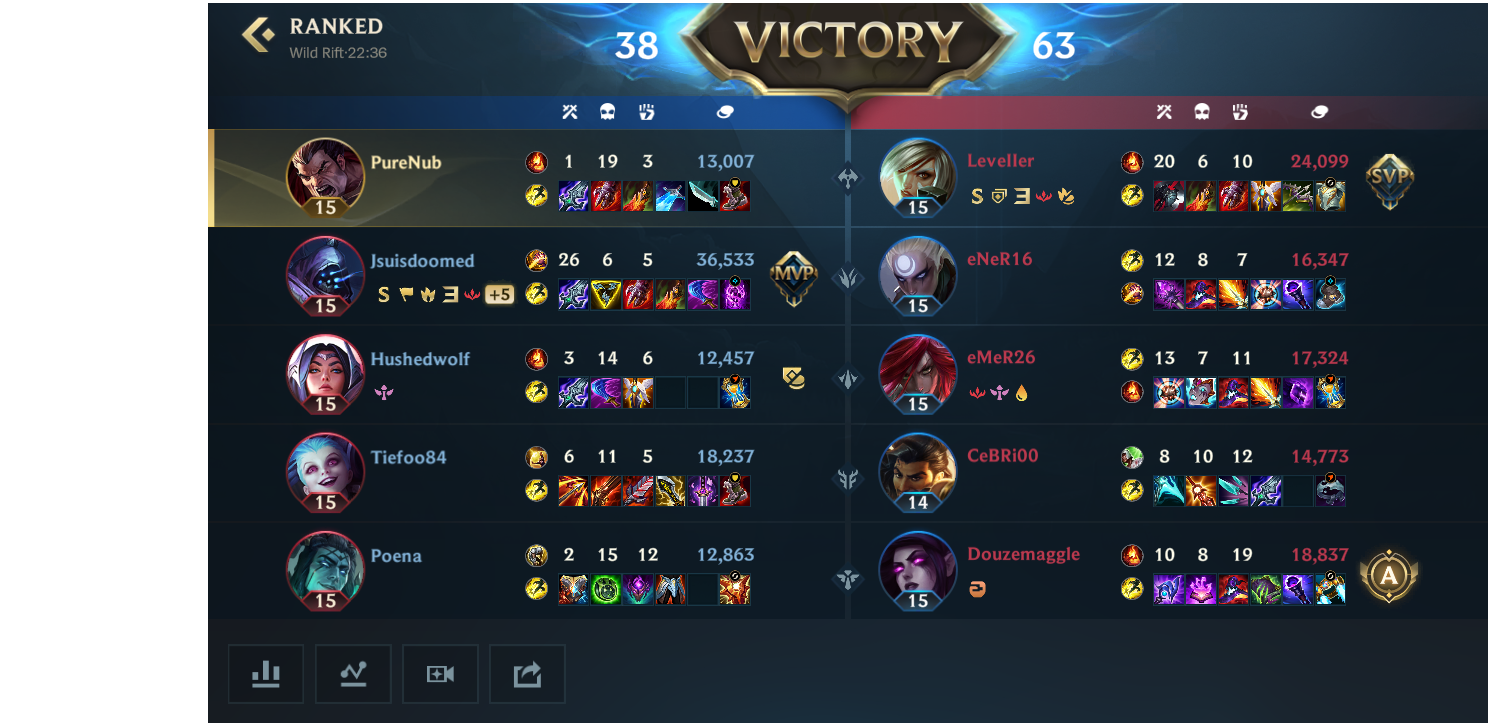 RANKED
Wild Rift·22:36
38 VICTORY 63
PureNub 1 19 3 13,007
15
Leveller 20 6 10 24,099
S
SVP
15
Jsuisdoomed 26 6 5 36,533
S +5
MVP
15
eNeR16 12 8 7 16,347
15
Hushedwolf 3 14 6 12,457
15
eMeR26 13 7 11 17,324
15
Tiefoo84 6 11 5 18,237
15
CeBRi00 8 10 12 14,773
14
Poena 2 15 12 12,863
15
Douzemaggle 10 8 19 18,837
A
15